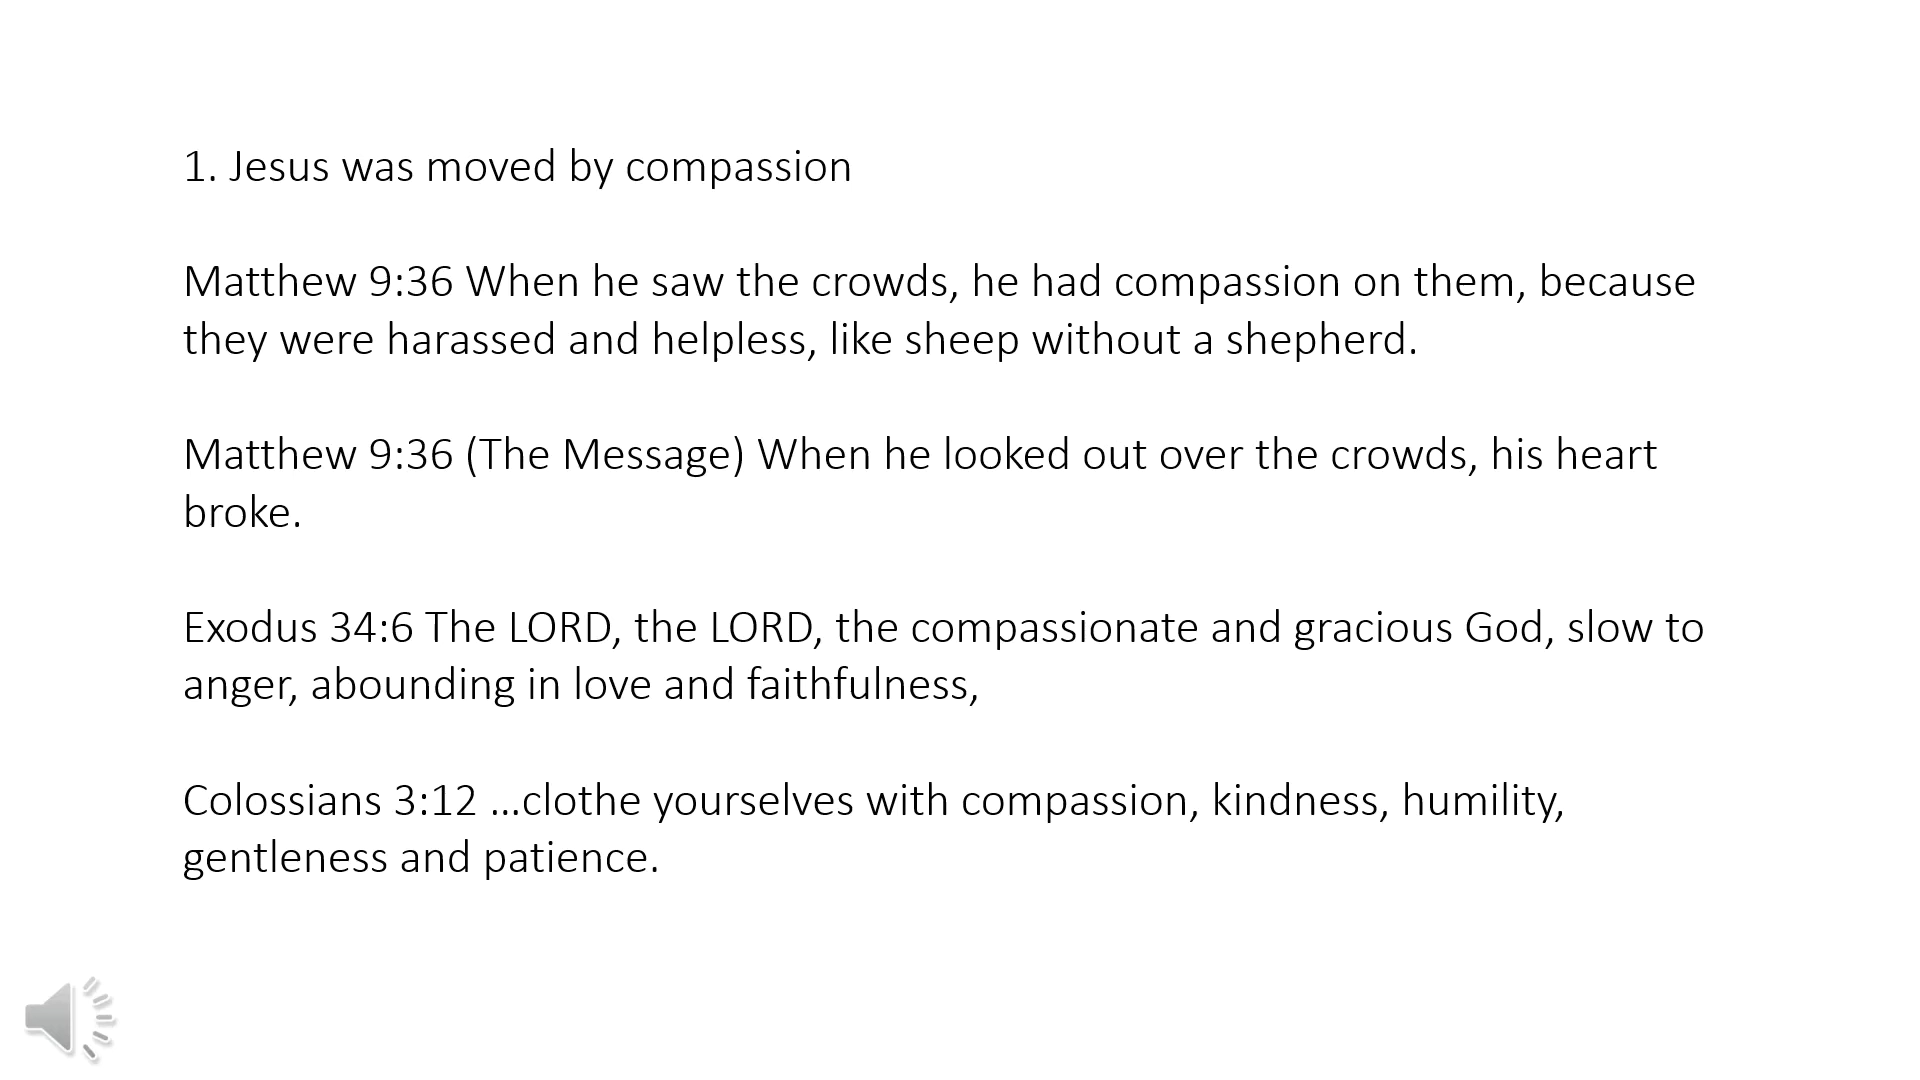 1. Jesus was moved by compassion
Matthew 9:36 When he saw the crowds, he had compassion on them, because
they were harassed and helpless, like sheep without a shepherd.
Matthew 9:36 (The Message) When he looked out over the crowds, his heart
broke.
Exodus 34:6 The LORD, the LORD, the compassionate and gracious God, slow to
anger, abounding in love and faithfulness,
Colossians 3:12 …clothe yourselves with compassion, kindness, humility,
gentleness and patience.